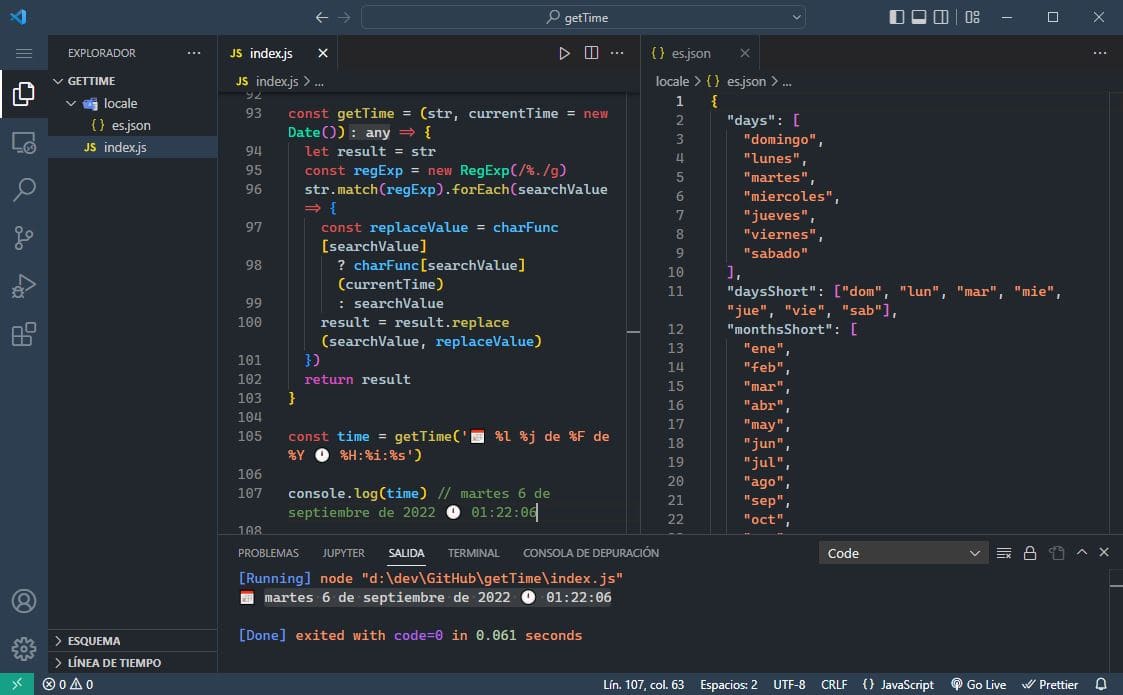 getTime
EXPLORADOR
GETTIME
locale
{} es.json
JS index.js
ESQUEMA
LÍNEA DE TIEMPO
JS index.js
JS index.js > ...
92
93 const getTime = (str, currentTime = new
Date()): any ⇒ {
94 let result = str
95 const regExp = new RegExp(/%./g)
96 str.match(regExp).forEach(searchValue
⇒ {
97 const replaceValue = charFunc
[searchValue]
98 ? charFunc[searchValue]
(currentTime)
99 : searchValue
100 result = result.replace
(searchValue, replaceValue)
101 })
102 return result
103 }
104
105 const time = getTime('📅 %l %j de %F de
%Y 🕐 %H:%i:%s')
106
107 console.log(time) // martes 6 de
septiembre de 2022 🕐 01:22:06
108
{} es.json
locale > {} es.json > ...
1 {
2 "days": [
3 "domingo",
4 "lunes",
5 "martes",
6 "miercoles",
7 "jueves",
8 "viernes",
9 "sabado"
10 ],
11 "daysShort": ["dom", "lun", "mar", "mie",
"jue", "vie", "sab"],
12 "monthsShort": [
13 "ene",
14 "feb",
15 "mar",
16 "abr",
17 "may",
18 "jun",
19 "jul",
20 "ago",
21 "sep",
22 "oct",
PROBLEMAS JUPYTER SALIDA TERMINAL CONSOLA DE DEPURACIÓN Code
[Running] node "d:\dev\GitHub\getTime\index.js"
📅 martes 6 de septiembre de 2022 🕐 01:22:06
[Done] exited with code=0 in 0.061 seconds
0 0 Lín. 107, col. 63 Espacios: 2 UTF-8 CRLF {} JavaScript Go Live Prettier